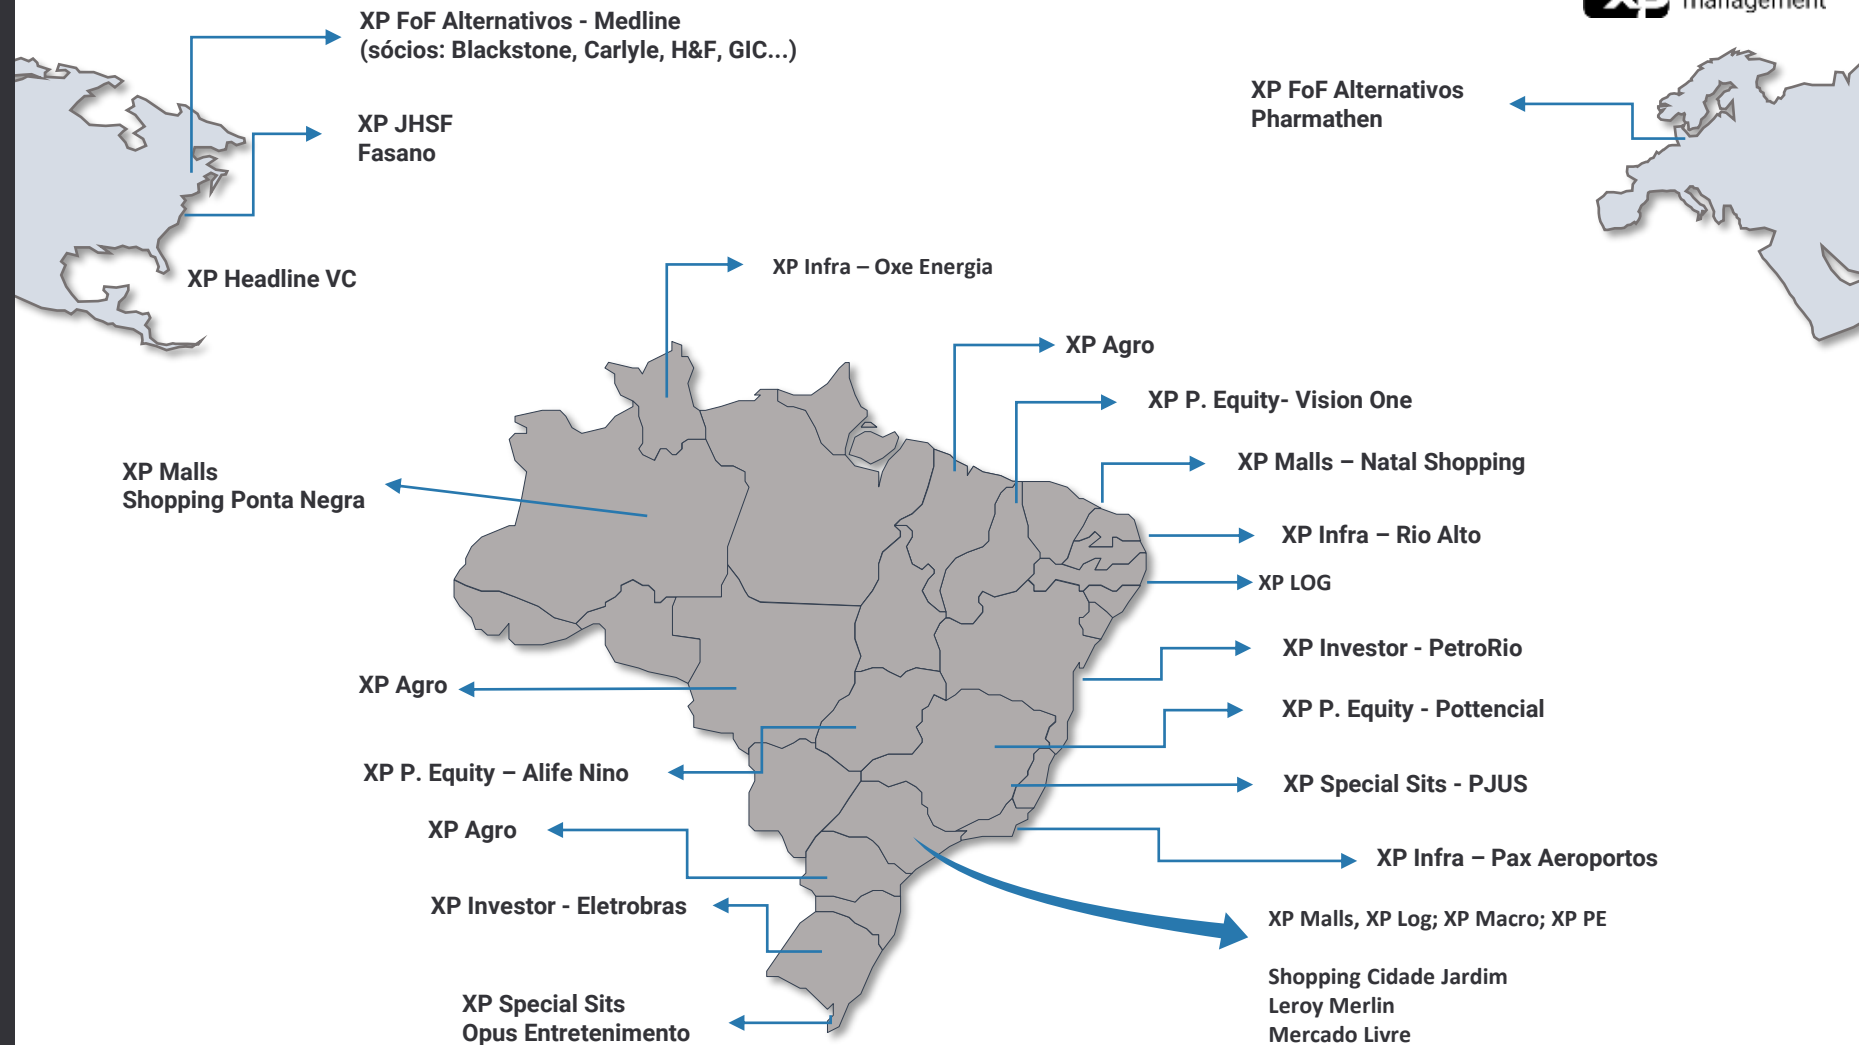 XP FoF Alternativos - Medline
(sócios: Blackstone, Carlyle, H&F, GIC...)
XP JHSF
Fasano
XP Headline VC
management
XP FoF Alternativos
Pharmathen
XP Infra – Oxe Energia
XP Agro
XP P. Equity- Vision One
XP Malls – Natal Shopping
XP Malls
Shopping Ponta Negra
XP Infra – Rio Alto
XP LOG
XP Investor - PetroRio
XP Agro
XP P. Equity - Pottencial
XP P. Equity – Alife Nino
XP Special Sits - PJUS
XP Agro
XP Infra – Pax Aeroportos
XP Investor - Eletrobras
XP Malls, XP Log; XP Macro; XP PE
Shopping Cidade Jardim
Leroy Merlin
Mercado Livre
XP Special Sits
Opus Entretenimento